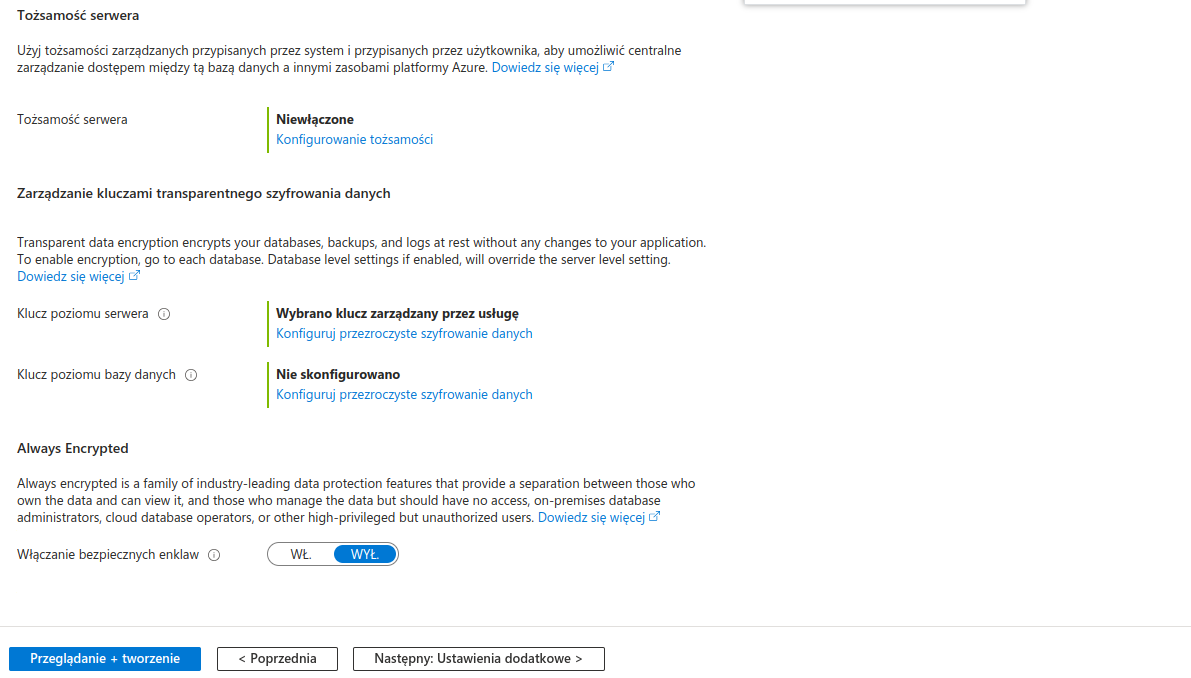 Tożsamość serwera
Użyj tożsamości zarządzanych przypisanych przez system i przypisanych przez użytkownika, aby umożliwić centralne
zarządzanie dostępem między tą bazą danych a innymi zasobami platformy Azure. Dowiedz się więcej
Tożsamość serwera
Niewłączone
Konfigurowanie tożsamości
Zarządzanie kluczami transparentnego szyfrowania danych
Transparent data encryption encrypts your databases, backups, and logs at rest without any changes to your application.
To enable encryption, go to each database. Database level settings if enabled, will override the server level setting.
Dowiedz się więcej
Klucz poziomu serwera
Wybrano klucz zarządzany przez usługę
Konfiguruj przezroczyste szyfrowanie danych
Klucz poziomu bazy danych
Nie skonfigurowano
Konfiguruj przezroczyste szyfrowanie danych
Always Encrypted
Always encrypted is a family of industry-leading data protection features that provide a separation between those who
own the data and can view it, and those who manage the data but should have no access, on-premises database
administrators, cloud database operators, or other high-privileged but unauthorized users. Dowiedz się więcej
Włączanie bezpiecznych enklaw
WŁ. WYŁ.
Przeglądanie + tworzenie
< Poprzednia
Następny: Ustawienia dodatkowe >